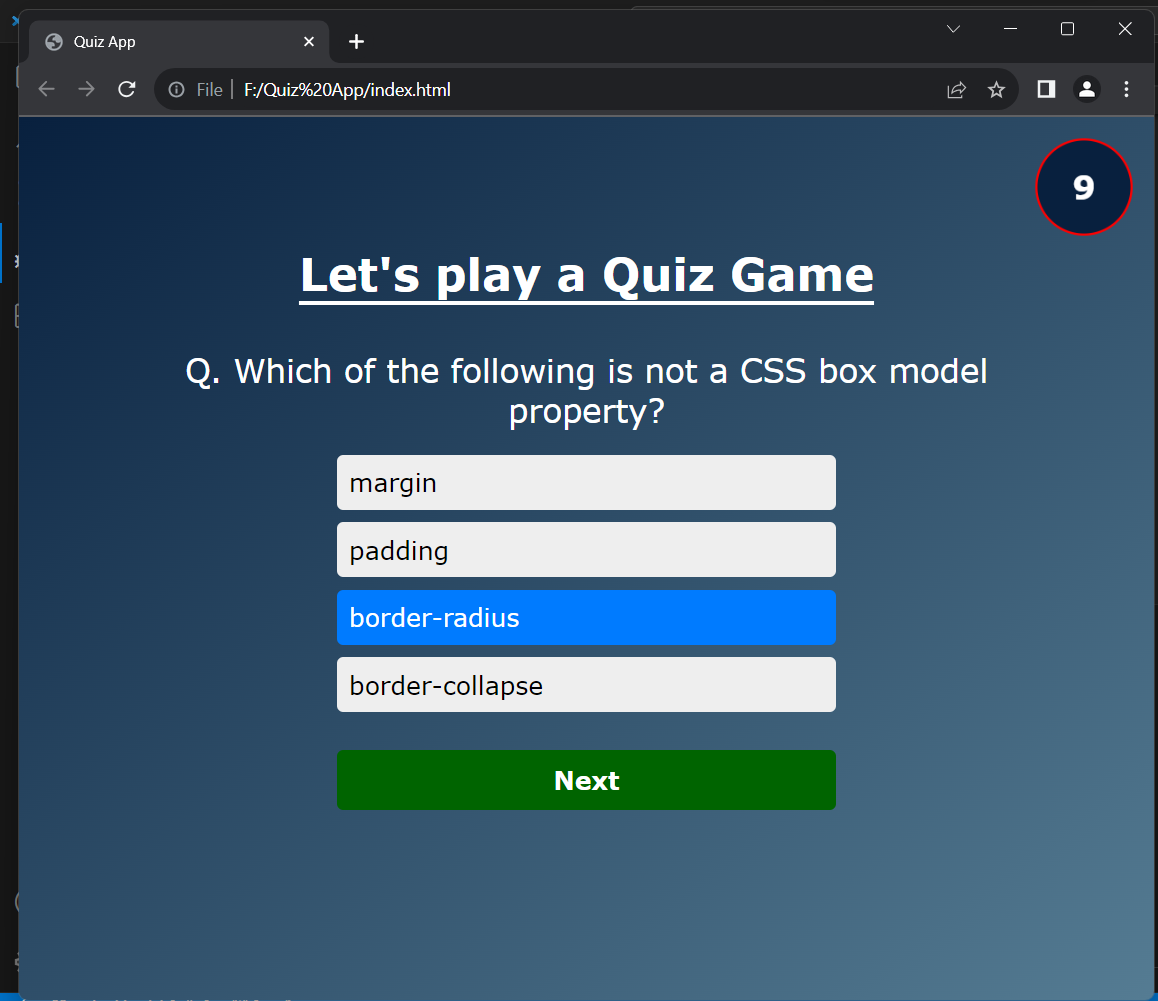 Quiz App
File
F:/Quiz%20App/index.html
9
Let's play a Quiz Game
Q. Which of the following is not a CSS box model
property?
margin
padding
border-radius
border-collapse
Next